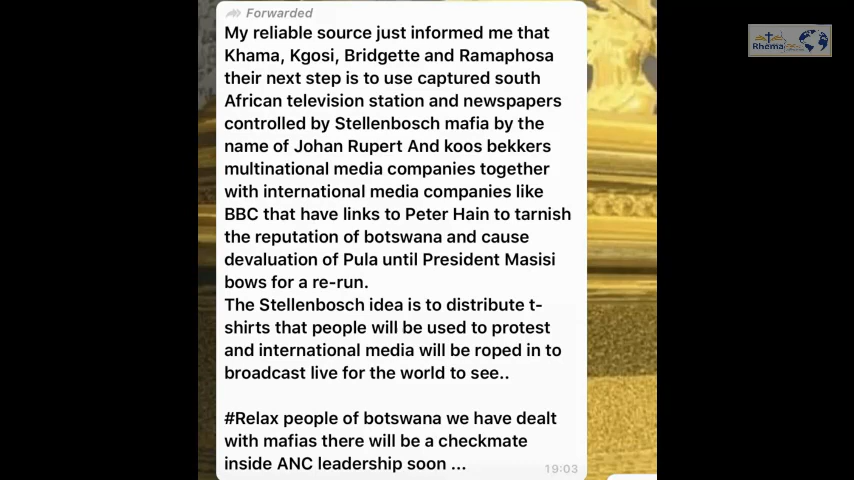 Forwarded
My reliable source just informed me that
Khama, Kgosi, Bridgette and Ramaphosa
their next step is to use captured south
African television station and newspapers
controlled by Stellenbosch mafia by the
name of Johan Rupert And koos bekkers
multinational media companies together
with international media companies like
BBC that have links to Peter Hain to tarnish
the reputation of botswana and cause
devaluation of Pula until President Masisi
bows for a re-run.
The Stellenbosch idea is to distribute t-
shirts that people will be used to protest
and international media will be roped in to
broadcast live for the world to see..
#Relax people of botswana we have dealt
with mafias there will be a checkmate
inside ANC leadership soon ...
19:03
Rhema